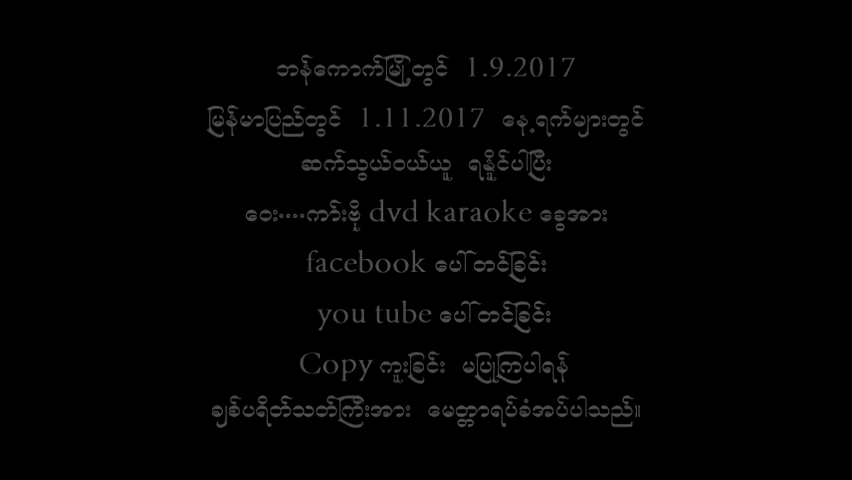 ဘန်ကောက်မြို့တွင် 1.9.2017
မြန်မာပြည်တွင် 1.11.2017 နေ့ရက်များတွင်
ဆက်သွယ်ဝယ်ယူ ရနိူင်ပါပြီး
ဝေး....ကင်းဗို dvd karaoke ခွေအား
facebook ပေါ်တင်ခြင်း
you tube ပေါ်တင်ခြင်း
Copy ကူးခြင်း မပြုကြပါရန်
ချစ်ပရိတ်သတ်ကြီးအား မေတ္တာရပ်ခံအပ်ပါသည်။